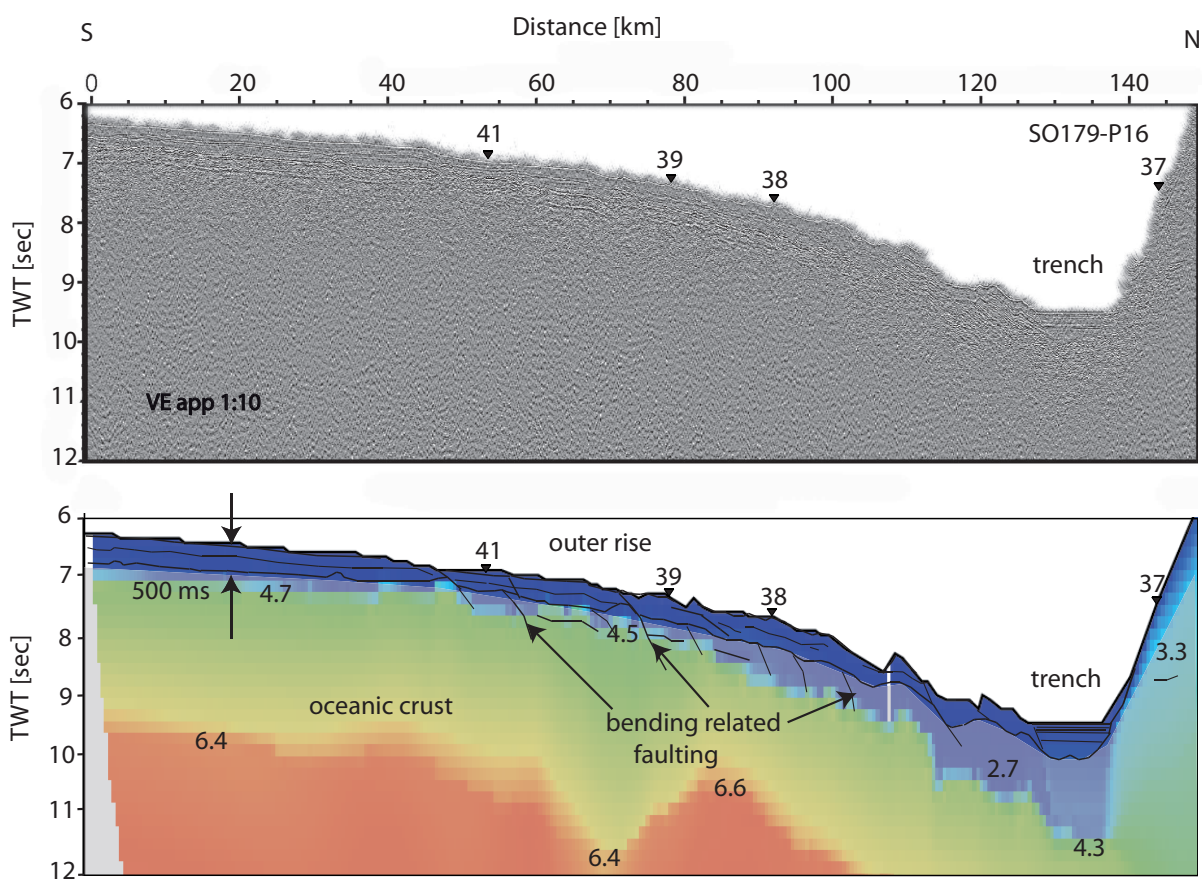 Distance [km]
S
N
0 20 40 60 80 100 120 140
6
7
8
9
10
11
12
TWT [sec]
SO179-P16
41
39
38
37
trench
VE app 1:10
6
7
8
9
10
11
12
TWT [sec]
41
outer rise
39
38
37
500 ms
4.7
4.5
3.3
trench
oceanic crust
bending related
faulting
6.4
6.6
2.7
6.4
4.3